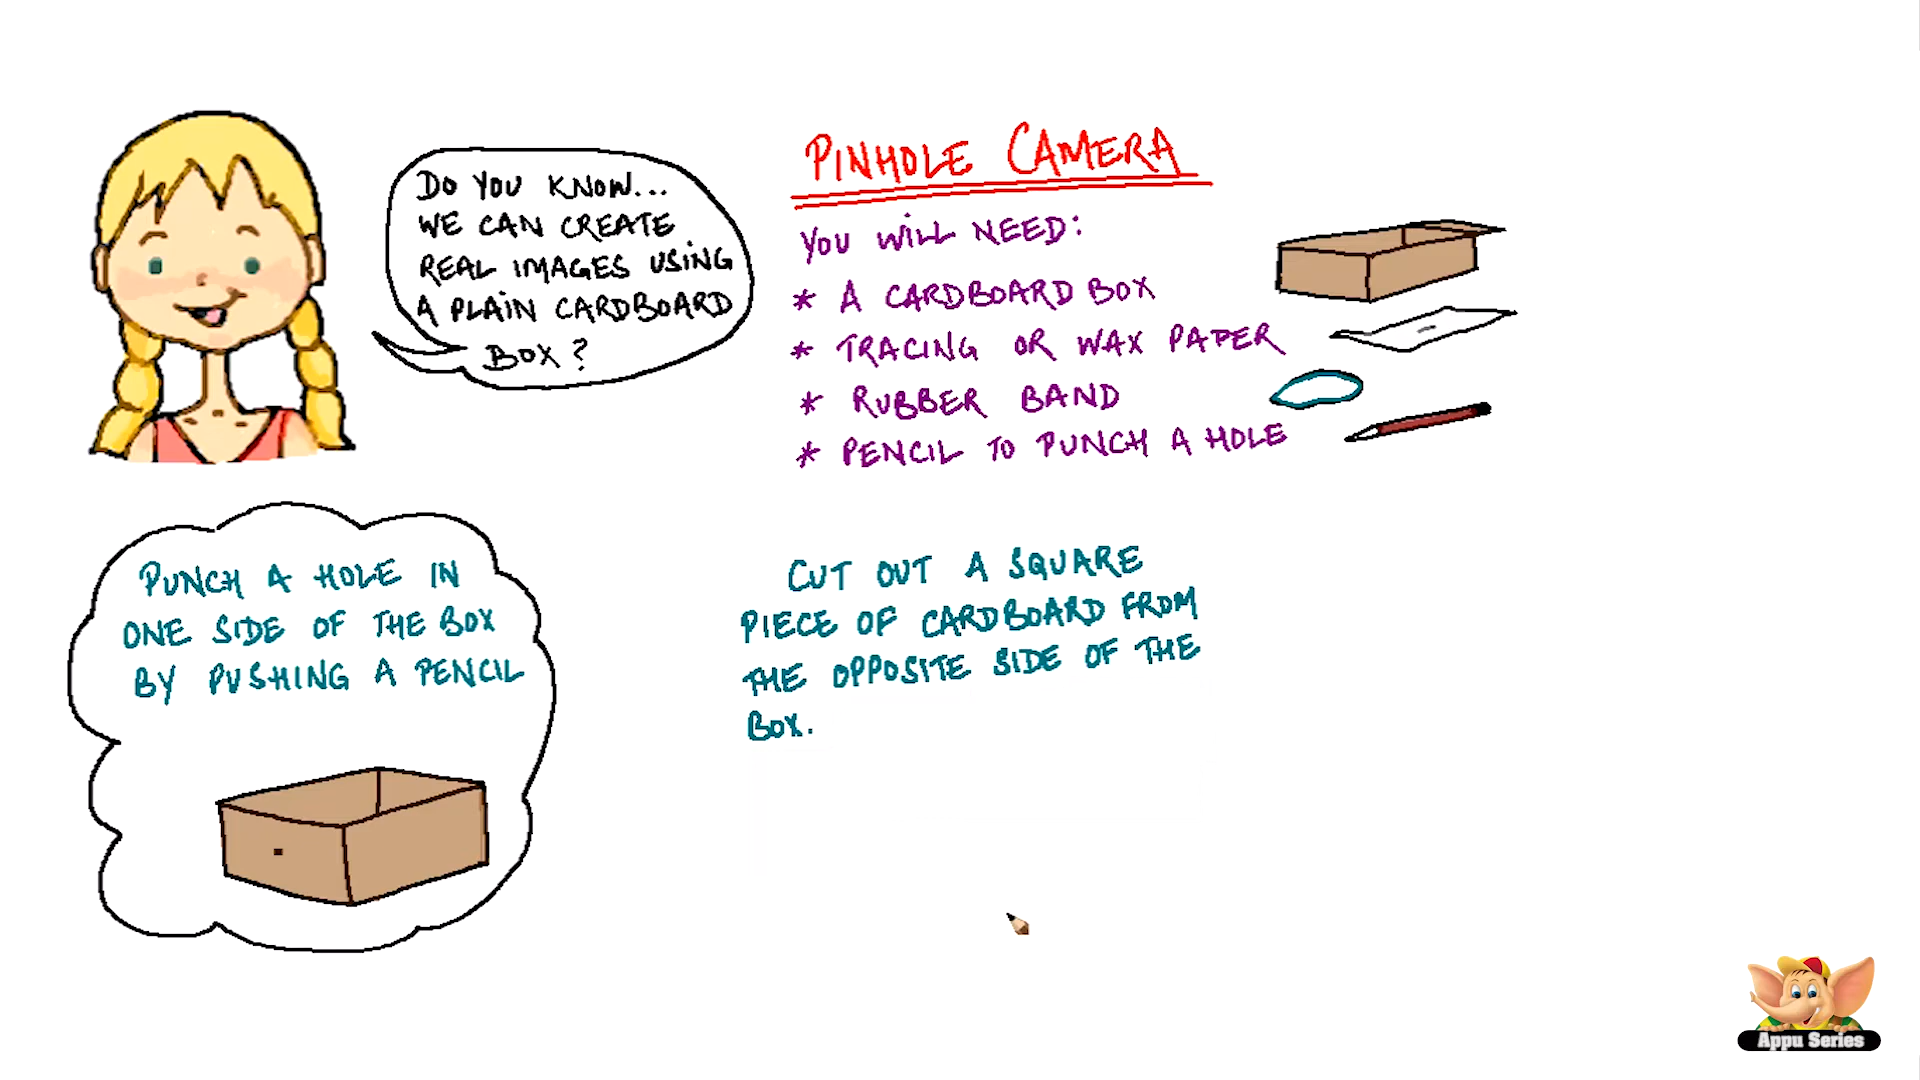 DO YOU KNOW...
WE CAN CREATE
REAL IMAGES USING
A PLAIN CARDBOARD
BOX?
PINHOLE CAMERA
YOU WILL NEED:
* A CARDBOARD BOX
* TRACING OR WAX PAPER
* RUBBER BAND
* PENCIL TO PUNCH A HOLE
PUNCH A HOLE IN
ONE SIDE OF THE BOX
BY PUSHING A PENCIL
CUT OUT A SQUARE
PIECE OF CARDBOARD FROM
THE OPPOSITE SIDE OF THE
BOX.
Appu Series